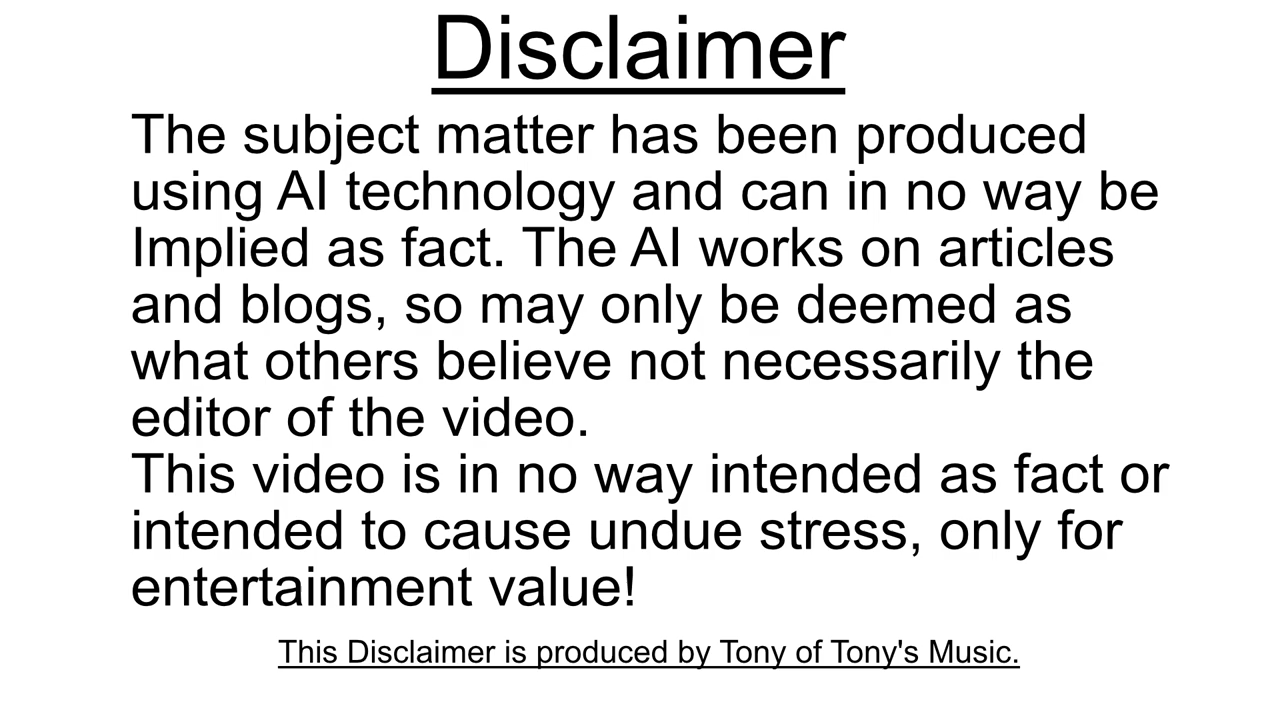 Disclaimer
The subject matter has been produced
using AI technology and can in no way be
Implied as fact. The AI works on articles
and blogs, so may only be deemed as
what others believe not necessarily the
editor of the video.
This video is in no way intended as fact or
intended to cause undue stress, only for
entertainment value!
This Disclaimer is produced by Tony of Tony's Music.